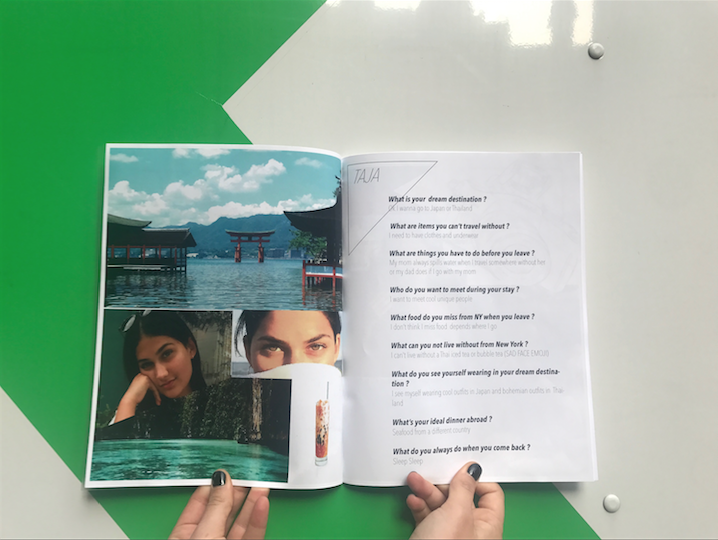 TAJA
What is your dream destination ?
I wanna go to Japan or Thailand
What are items you can't travel without ?
I need to have clothes and underwear
What are things you have to do before you leave ?
My mom always spills water when I travel somewhere without her
or my dad does if I go with my mom
Who do you want to meet during your stay ?
I want to meet cool unique people
What food do you miss from NY when you leave ?
I don't think I miss food, depends where I go
What can you not live without from New York ?
I can't live without a Thai iced tea or bubble tea (SAD FACE EMOJI)
What do you see yourself wearing in your dream destina-
tion ?
I see myself wearing cool outfits in Japan and bohemian outfits in Thai-
land
What's your ideal dinner abroad ?
Seafood from a different country
What do you always do when you come back ?
Sleep Sleep